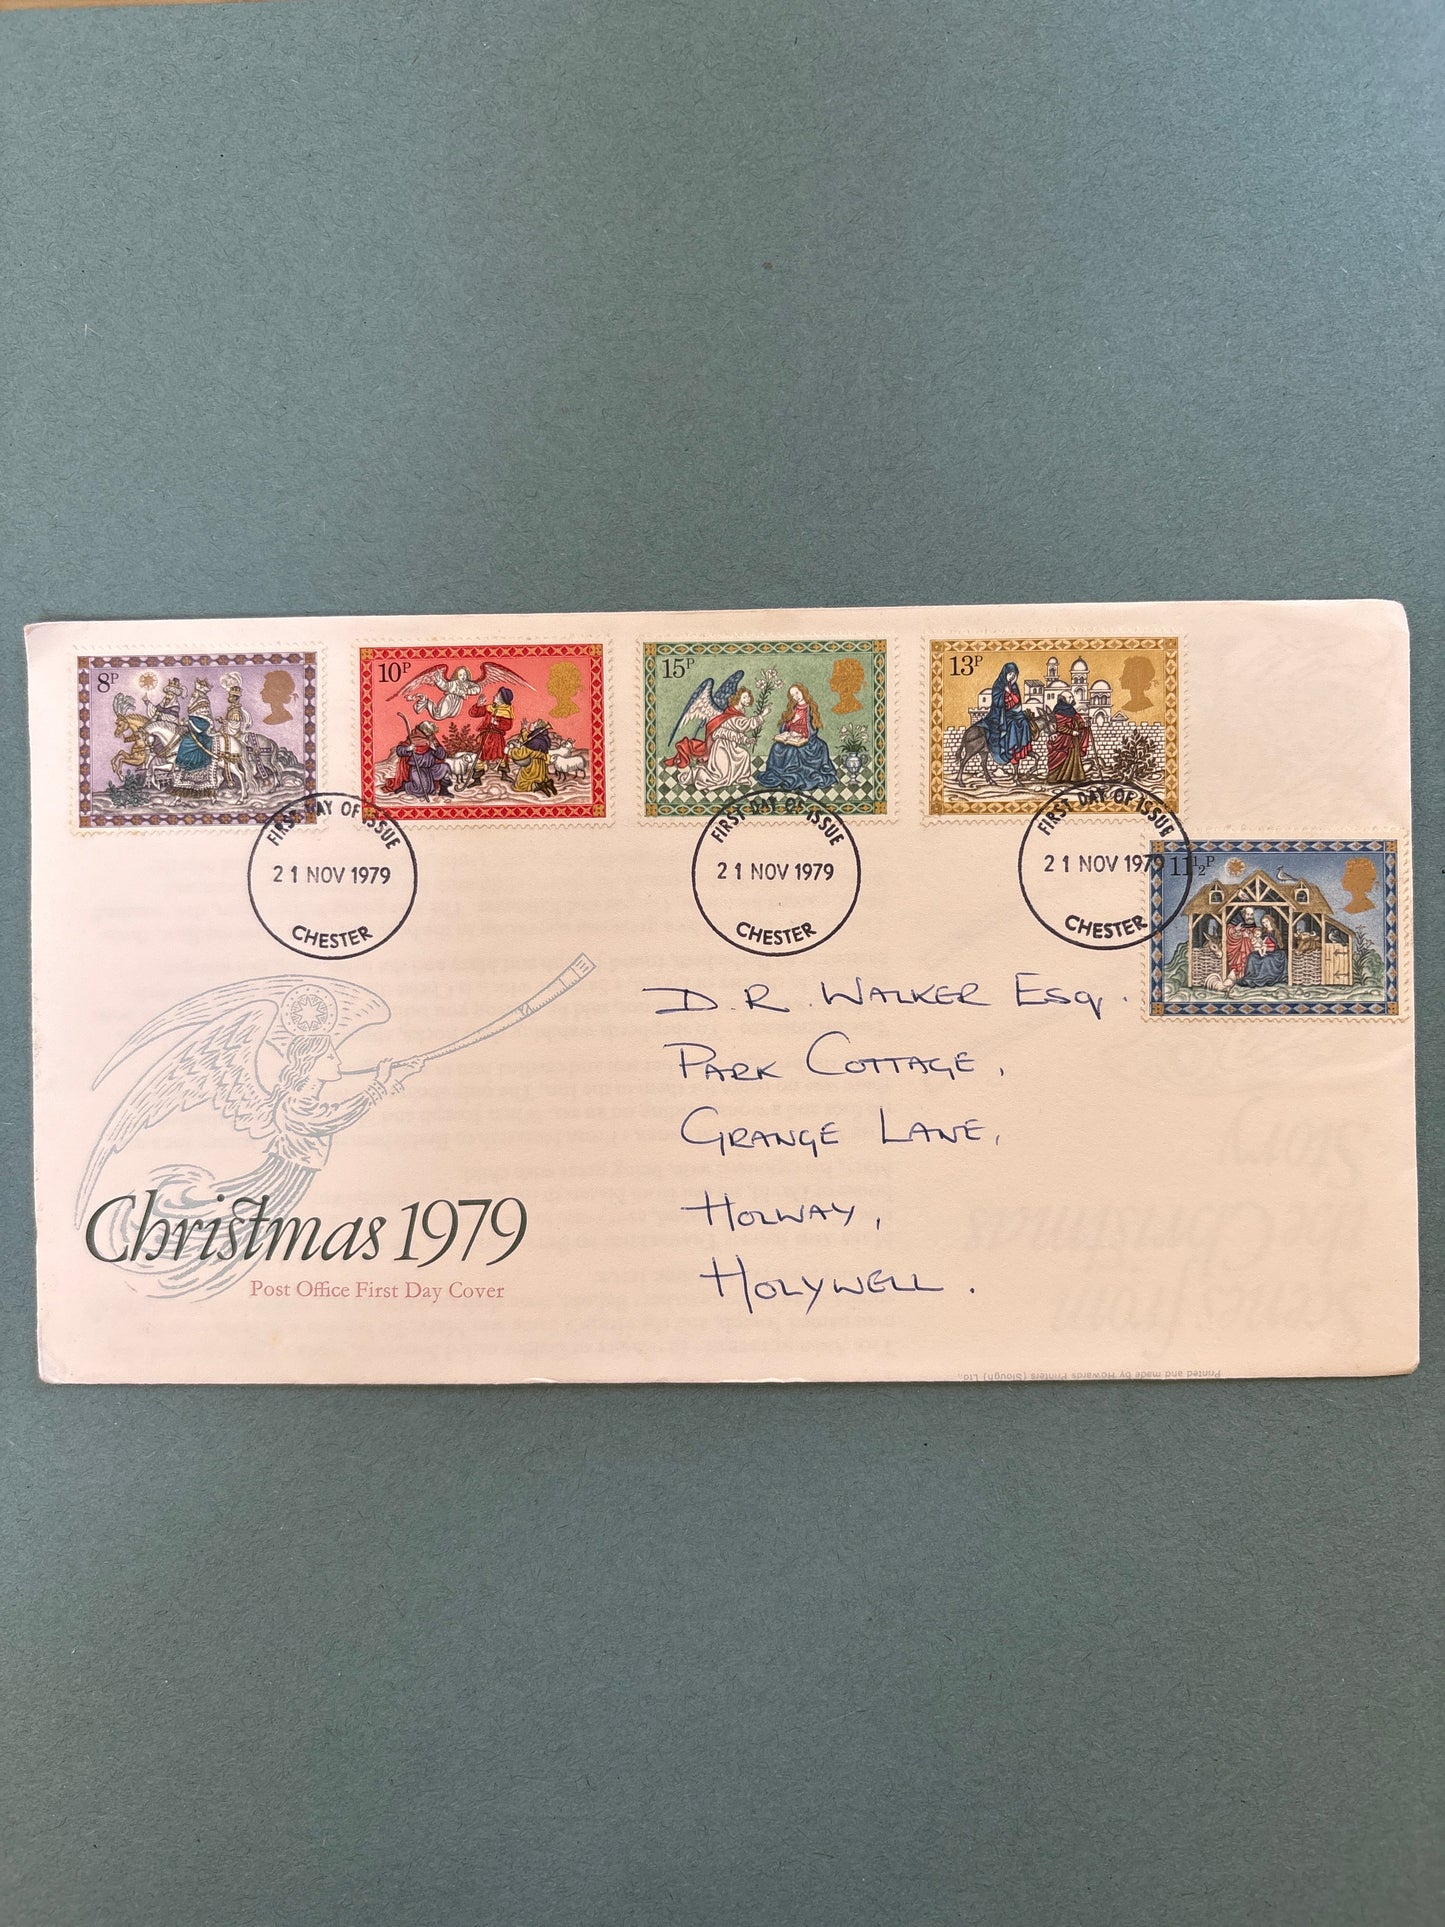 8P
10P
15P
13P
11½P
FIRST DAY OF ISSUE
21 NOV 1979
CHESTER
FIRST DAY OF ISSUE
21 NOV 1979
CHESTER
FIRST DAY OF ISSUE
21 NOV 1979
CHESTER
D.R. WALKER ESQ.
PARK COTTAGE,
GRANGE LANE,
HOLWAY,
HOLYWELL.
Christmas 1979
Post Office First Day Cover
Printed and made by Howards Printers (Slough) Ltd.,